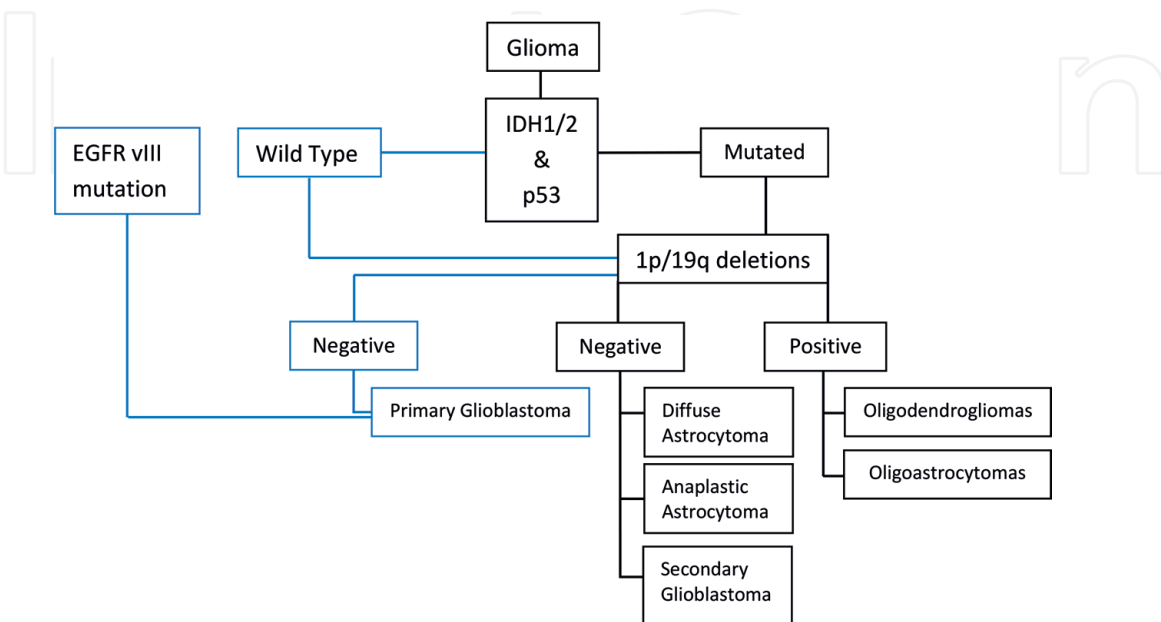 Glioma
IDH1/2
&
p53
EGFR vIII
mutation
Wild Type
Mutated
1p/19q deletions
Negative
Negative
Positive
Primary Glioblastoma
Diffuse
Astrocytoma
Oligodendrogliomas
Anaplastic
Astrocytoma
Oligoastrocytomas
Secondary
Glioblastoma